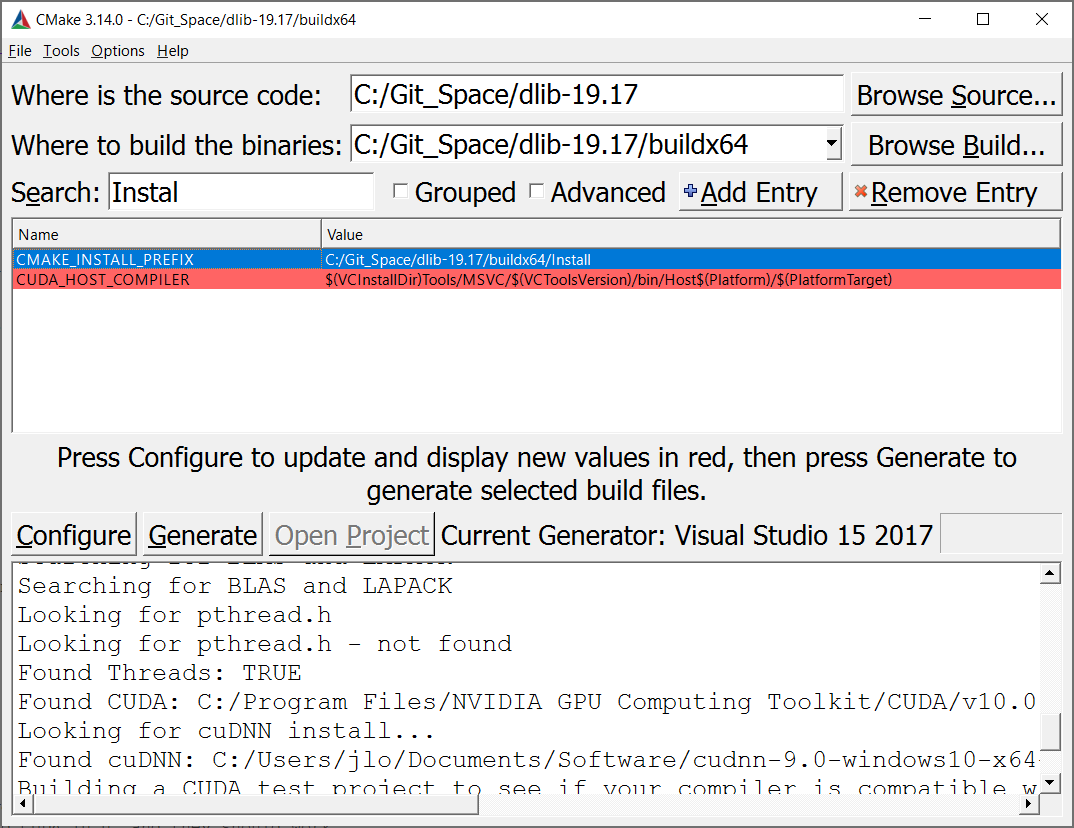 CMake 3.14.0 - C:/Git_Space/dlib-19.17/buildx64
File Tools Options Help
Where is the source code: C:/Git_Space/dlib-19.17 Browse Source...
Where to build the binaries: C:/Git_Space/dlib-19.17/buildx64 Browse Build...
Search: Instal Grouped Advanced Add Entry Remove Entry
Name Value
CMAKE_INSTALL_PREFIX C:/Git_Space/dlib-19.17/buildx64/Install
CUDA_HOST_COMPILER $(VCInstallDir)Tools/MSVC/$(VCToolsVersion)/bin/Host$(Platform)/$(PlatformTarget)
Press Configure to update and display new values in red, then press Generate to
generate selected build files.
Configure Generate Open Project Current Generator: Visual Studio 15 2017
Searching for BLAS and LAPACK
Searching for BLAS and LAPACK
Looking for pthread.h
Looking for pthread.h - not found
Found Threads: TRUE
Found CUDA: C:/Program Files/NVIDIA GPU Computing Toolkit/CUDA/v10.0
Looking for cuDNN install...
Found cuDNN: C:/Users/jlo/Documents/Software/cudnn-9.0-windows10-x64-
Building a CUDA test project to see if your compiler is compatible w